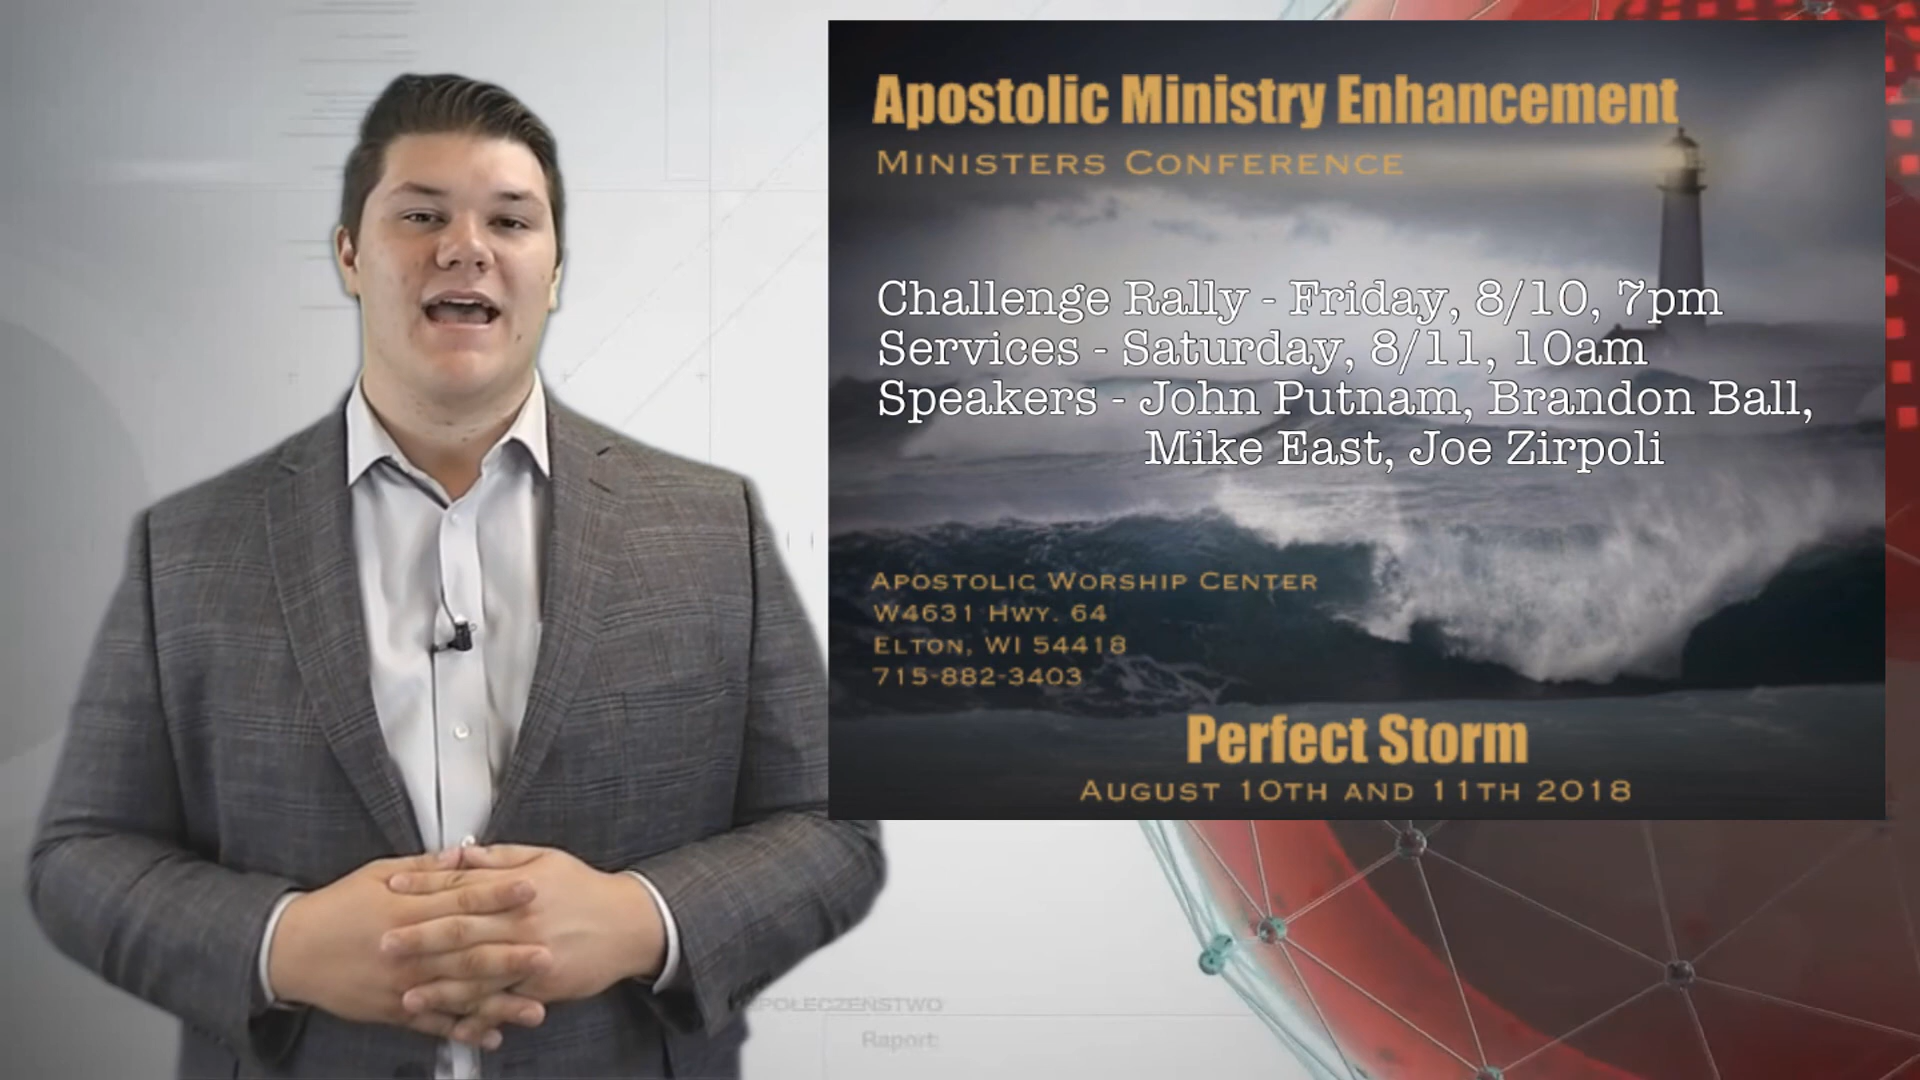 Apostolic Ministry Enhancement
Ministers Conference
Challenge Rally - Friday, 8/10, 7pm
Services - Saturday, 8/11, 10am
Speakers - John Putnam, Brandon Ball,
Mike East, Joe Zirpoli
Apostolic Worship Center
W4631 Hwy. 64
Elton, WI 54418
715-882-3403
Perfect Storm
August 10th and 11th 2018
SPOŁECZEŃSTWO
Raport: